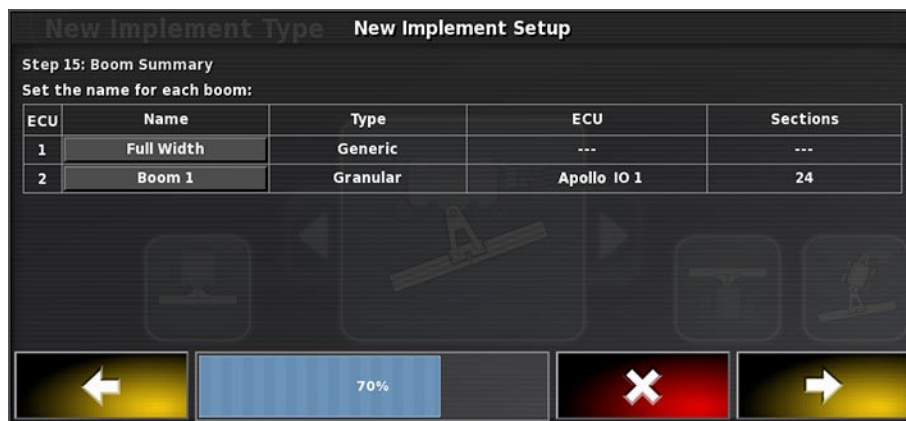 New Implement Type
New Implement Setup
Step 15: Boom Summary
Set the name for each boom:
ECU Name Type ECU Sections
1 Full Width Generic --- ---
2 Boom 1 Granular Apollo IO 1 24
70%